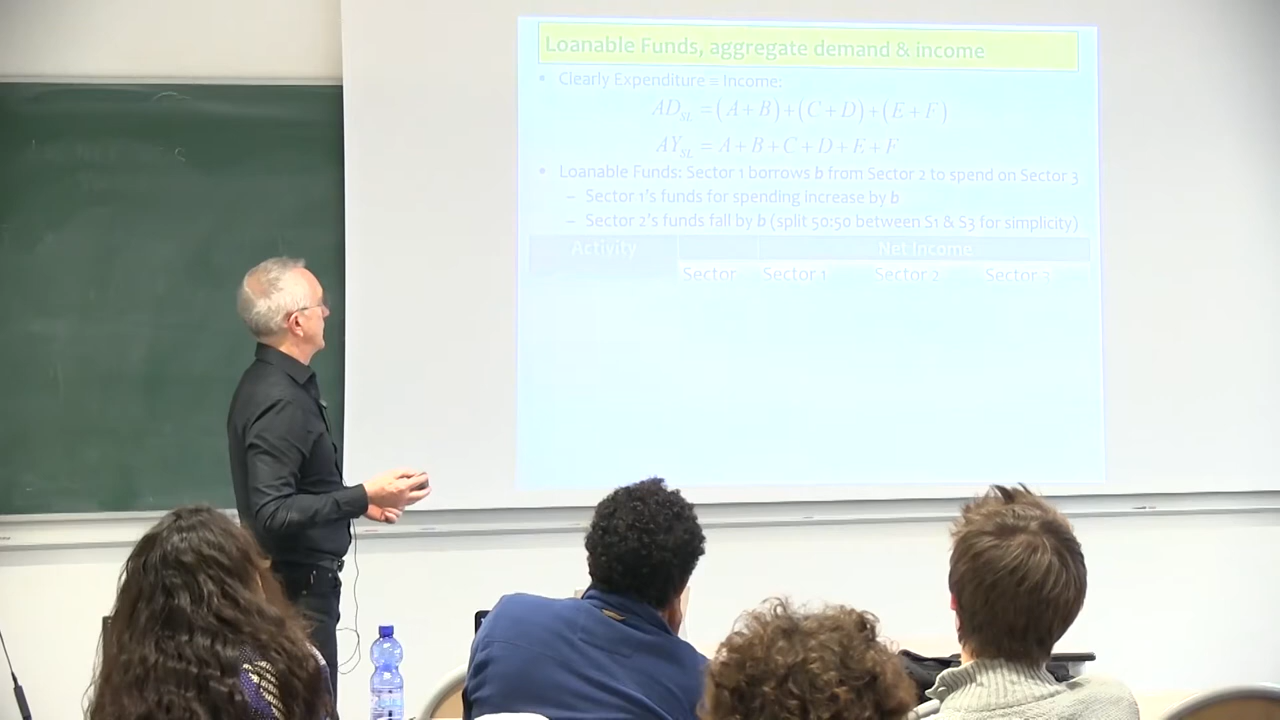 Loanable Funds, aggregate demand & income
• Clearly Expenditure ≡ Income:
AD_SL = (A+B)+(C+D)+(E+F)
AY_SL = A+B+C+D+E+F
• Loanable Funds: Sector 1 borrows b from Sector 2 to spend on Sector 3
– Sector 1's funds for spending increase by b
– Sector 2's funds fall by b (split 50:50 between S1 & S3 for simplicity)
Activity Net Income
Sector Sector 1 Sector 2 Sector 3